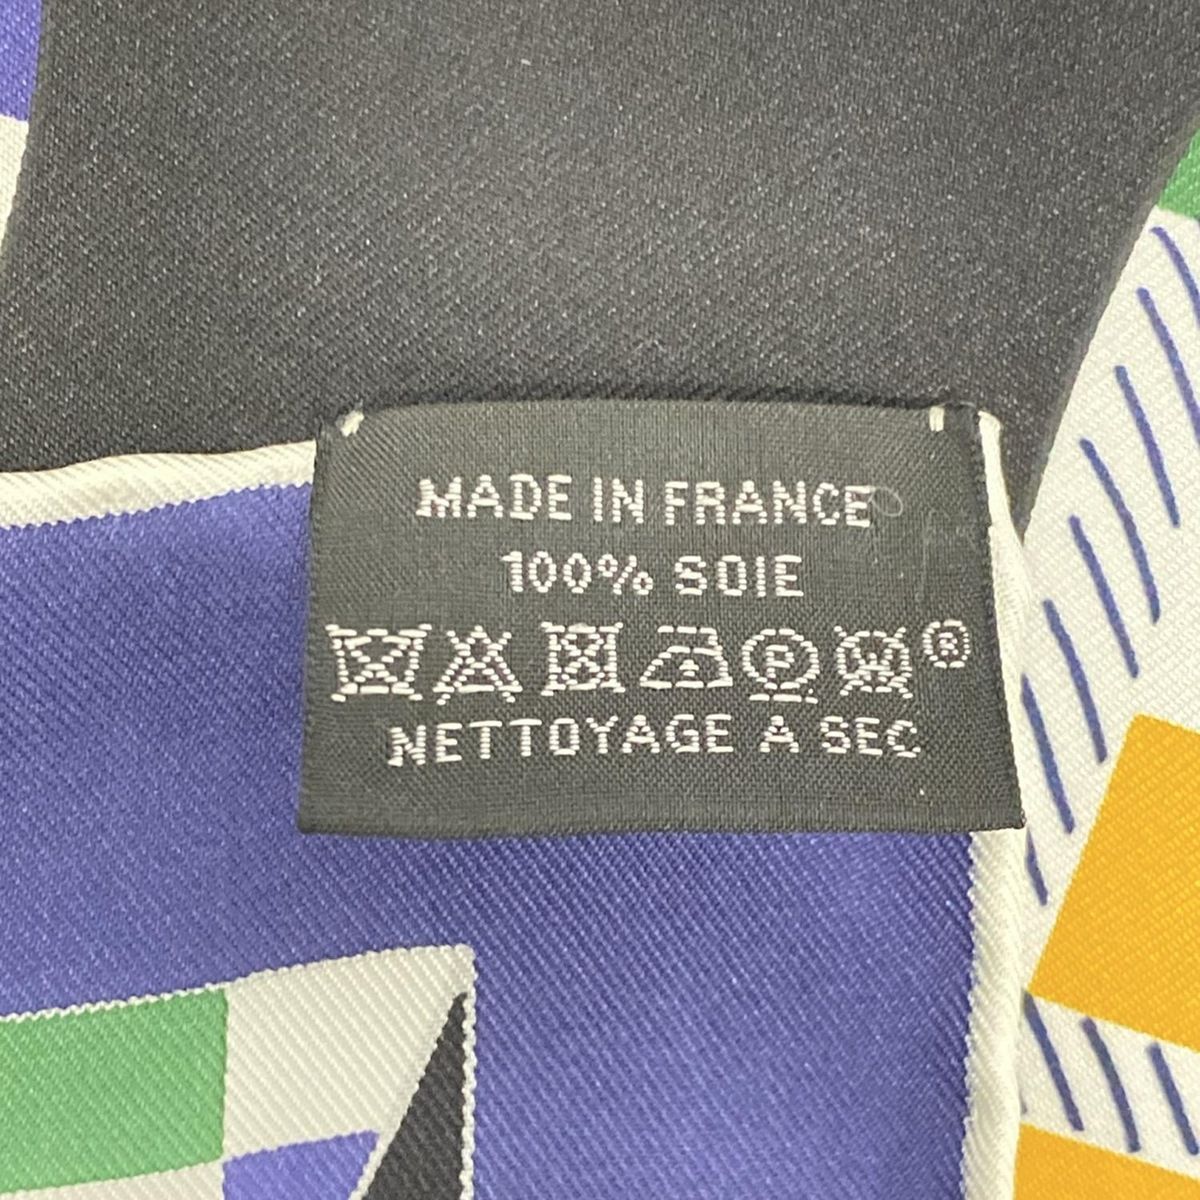 MADE IN FRANCE
100% SOIE
P W ®
NETTOYAGE A SEC